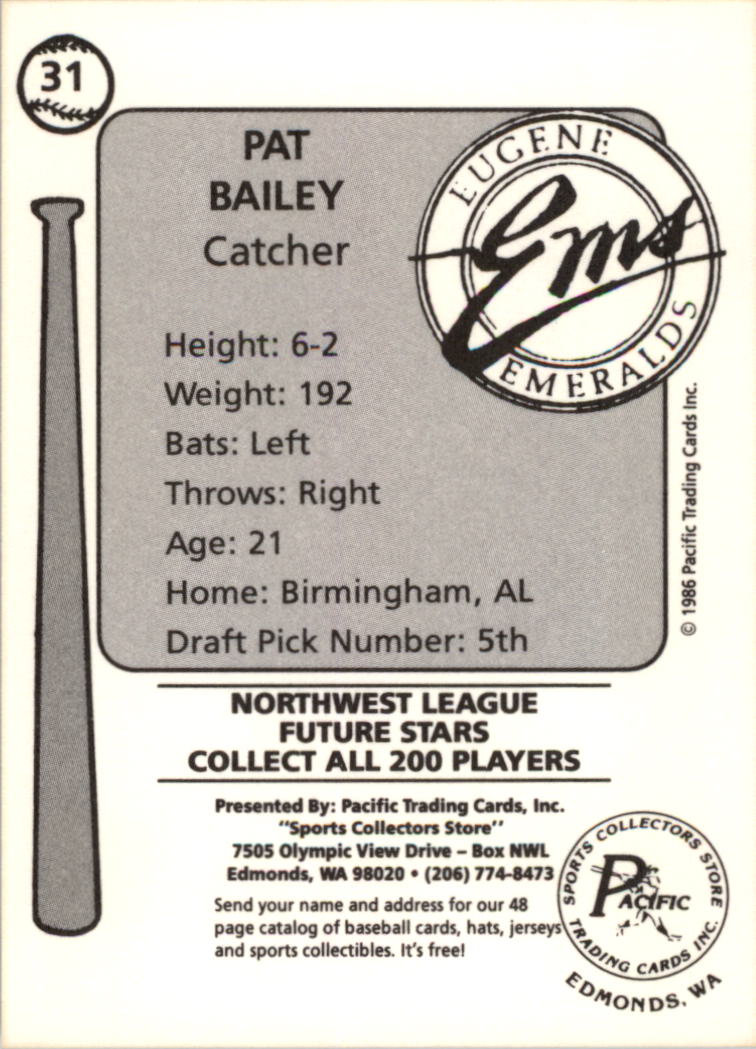 31
PAT
BAILEY
Catcher
EUGENE
Ems
EMERALDS
Height: 6-2
Weight: 192
Bats: Left
Throws: Right
Age: 21
Home: Birmingham, AL
Draft Pick Number: 5th
© 1986 Pacific Trading Cards Inc.
NORTHWEST LEAGUE
FUTURE STARS
COLLECT ALL 200 PLAYERS
Presented By: Pacific Trading Cards, Inc.
"Sports Collectors Store"
7505 Olympic View Drive – Box NWL
Edmonds, WA 98020 • (206) 774-8473
Send your name and address for our 48
page catalog of baseball cards, hats, jerseys
and sports collectibles. It's free!
SPORTS COLLECTORS STORE
PACIFIC
TRADING CARDS INC.
EDMONDS, WA